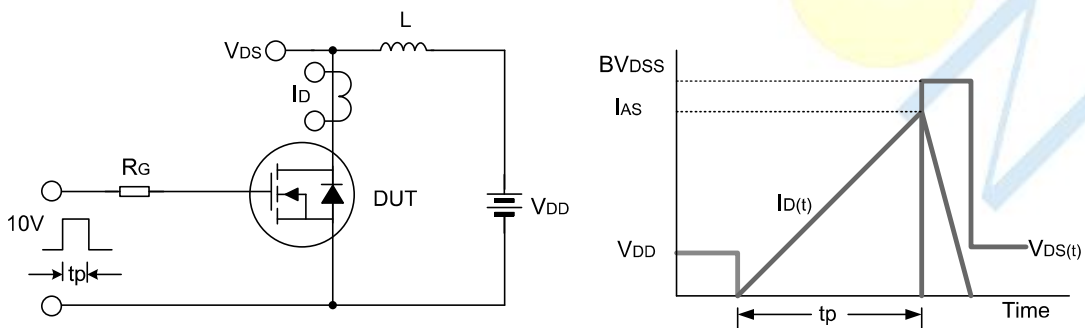 L
VDS
ID
RG
DUT
VDD
10V
tp
BVDSS
IAS
ID(t)
VDD
VDS(t)
tp
Time